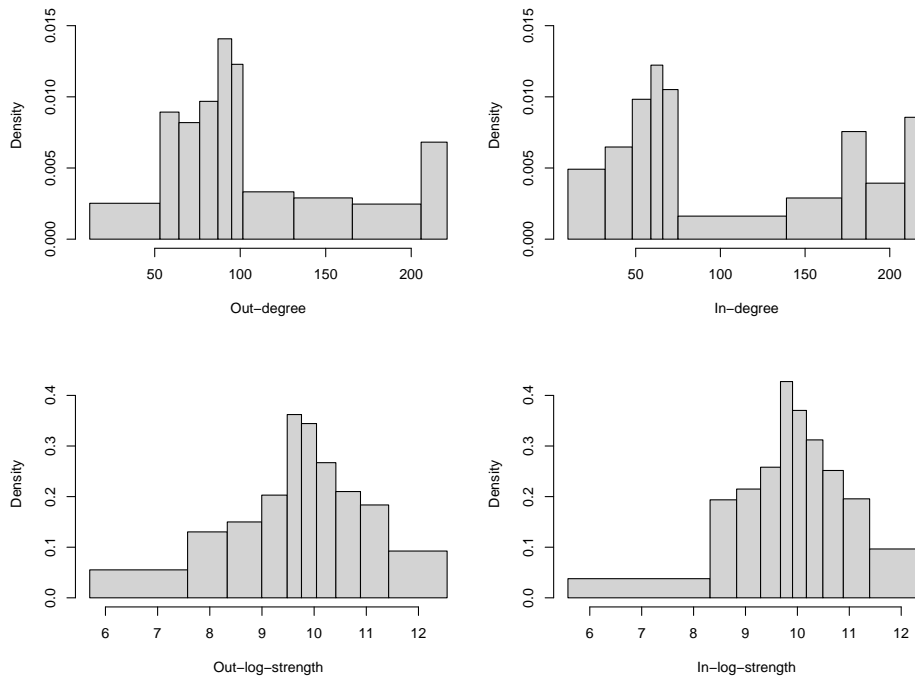 Density
0.000 0.005 0.010 0.015
50 100 150 200
Out−degree
Density
0.000 0.005 0.010 0.015
50 100 150 200
In−degree
Density
0.0 0.1 0.2 0.3 0.4
6 7 8 9 10 11 12
Out−log−strength
Density
0.0 0.1 0.2 0.3 0.4
6 7 8 9 10 11 12
In−log−strength